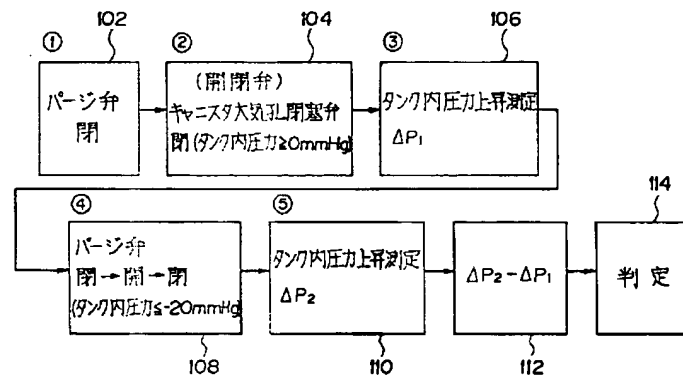 ① 102
パージ弁
閉
② 104
(開閉弁)
キャニスタ大気孔閉塞弁
閉(タンク内圧力≧0mmHg)
③ 106
タンク内圧力上昇測定
ΔP1
④
パージ弁
閉→開→閉
(タンク内圧力≦-20mmHg)
108
⑤
タンク内圧力上昇測定
ΔP2
110
ΔP2-ΔP1
112
114
判定